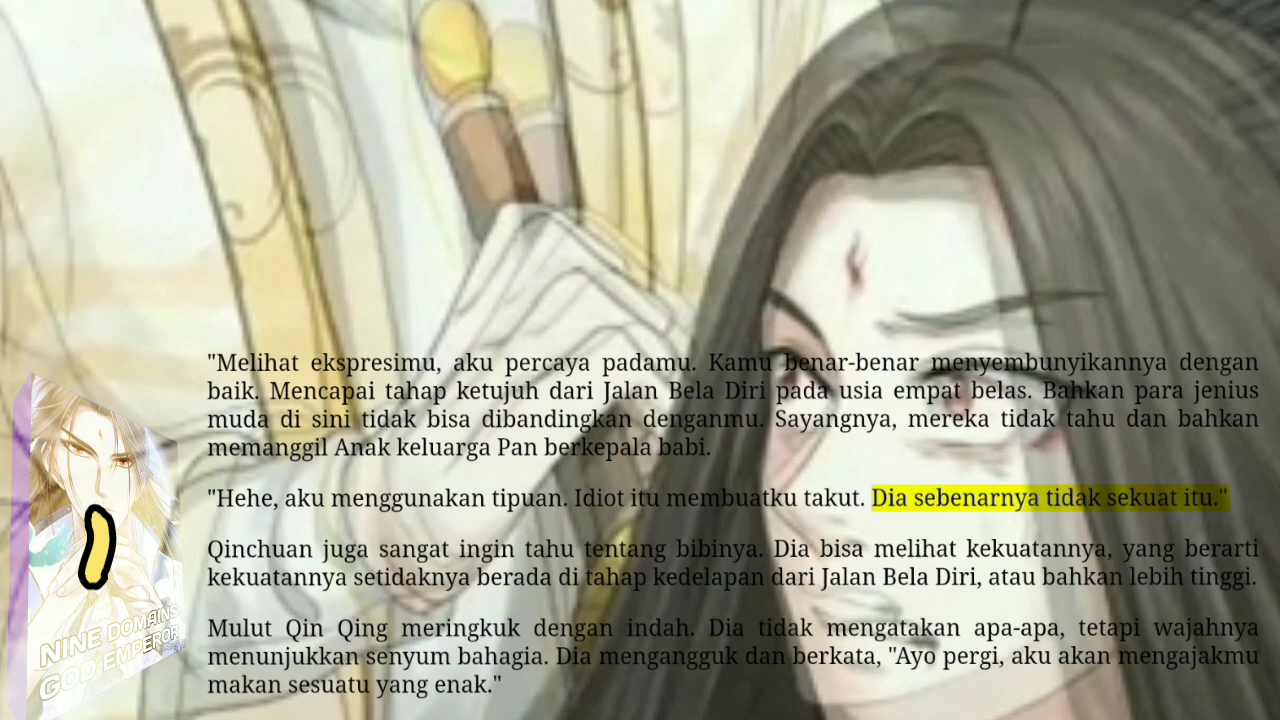 "Melihat ekspresimu, aku percaya padamu. Kamu benar-benar menyembunyikannya dengan
baik. Mencapai tahap ketujuh dari Jalan Bela Diri pada usia empat belas. Bahkan para jenius
muda di sini tidak bisa dibandingkan denganmu. Sayangnya, mereka tidak tahu dan bahkan
memanggil Anak keluarga Pan berkepala babi.
"Hehe, aku menggunakan tipuan. Idiot itu membuatku takut. Dia sebenarnya tidak sekuat itu."
Qinchuan juga sangat ingin tahu tentang bibinya. Dia bisa melihat kekuatannya, yang berarti
kekuatannya setidaknya berada di tahap kedelapan dari Jalan Bela Diri, atau bahkan lebih tinggi.
Mulut Qin Qing meringkuk dengan indah. Dia tidak mengatakan apa-apa, tetapi wajahnya
menunjukkan senyum bahagia. Dia mengangguk dan berkata, "Ayo pergi, aku akan mengajakmu
makan sesuatu yang enak."
NINE DOMAINS
GOD EMPEROR